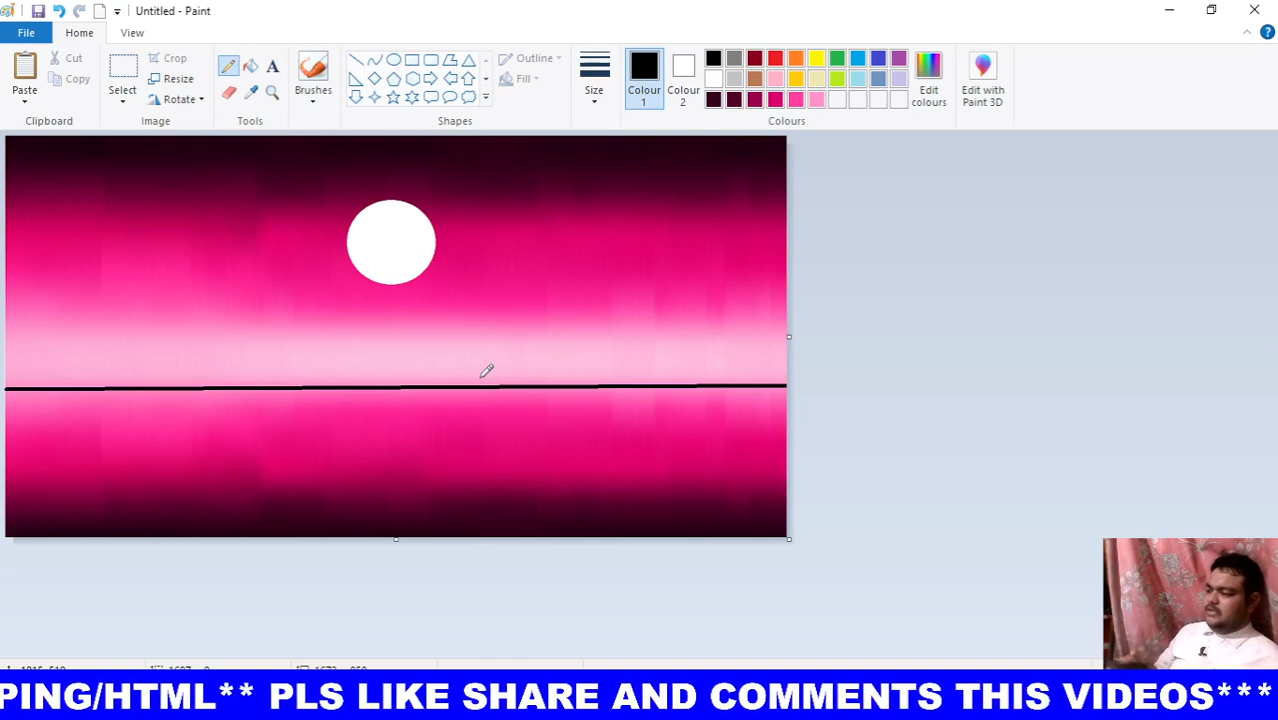 Untitled - Paint
File Home View
Paste
Cut
Copy
Clipboard
Select
Crop
Resize
Rotate
Image
A
Tools
Brushes
Shapes
Outline
Fill
Size
Colour 1
Colour 2
Edit colours
Colours
Edit with Paint 3D
PING/HTML** PLS LIKE SHARE AND COMMENTS THIS VIDEOS***